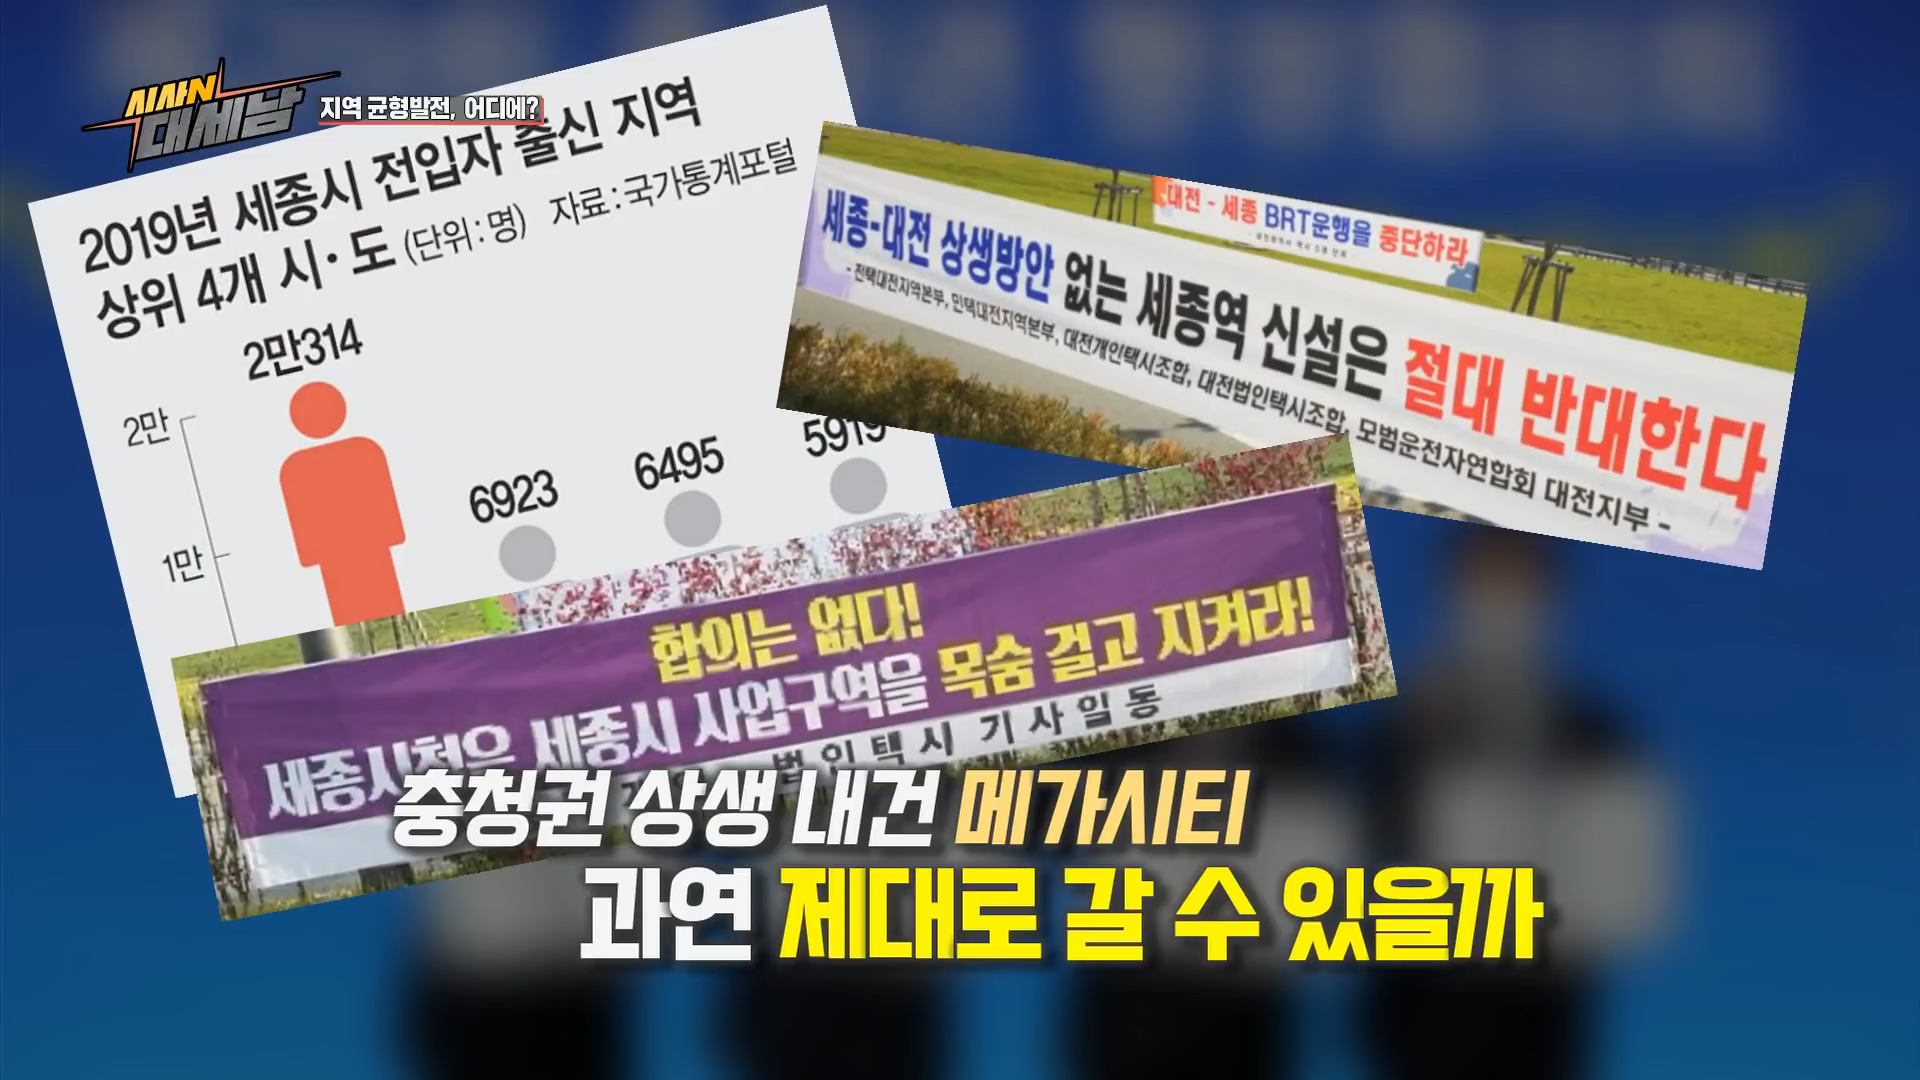 시사N
대세남
지역 균형발전, 어디에?
2019년 세종시 전입자 출신 지역
상위 4개 시·도 (단위:명) 자료:국가통계포털
2만314
6923
6495
5919
2만
1만
대전 - 세종 BRT운행을 중단하라
세종-대전 상생방안 없는 세종역 신설은 절대 반대한다
- 전택대전지역본부, 민택대전지역본부, 대전개인택시조합, 대전법인택시조합, 모범운전자연합회 대전지부 -
합의는 없다!
세종시청은 세종시 사업구역을 목숨 걸고 지켜라!
법인택시 기사일동
충청권 상생 내건 메가시티
과연 제대로 갈 수 있을까